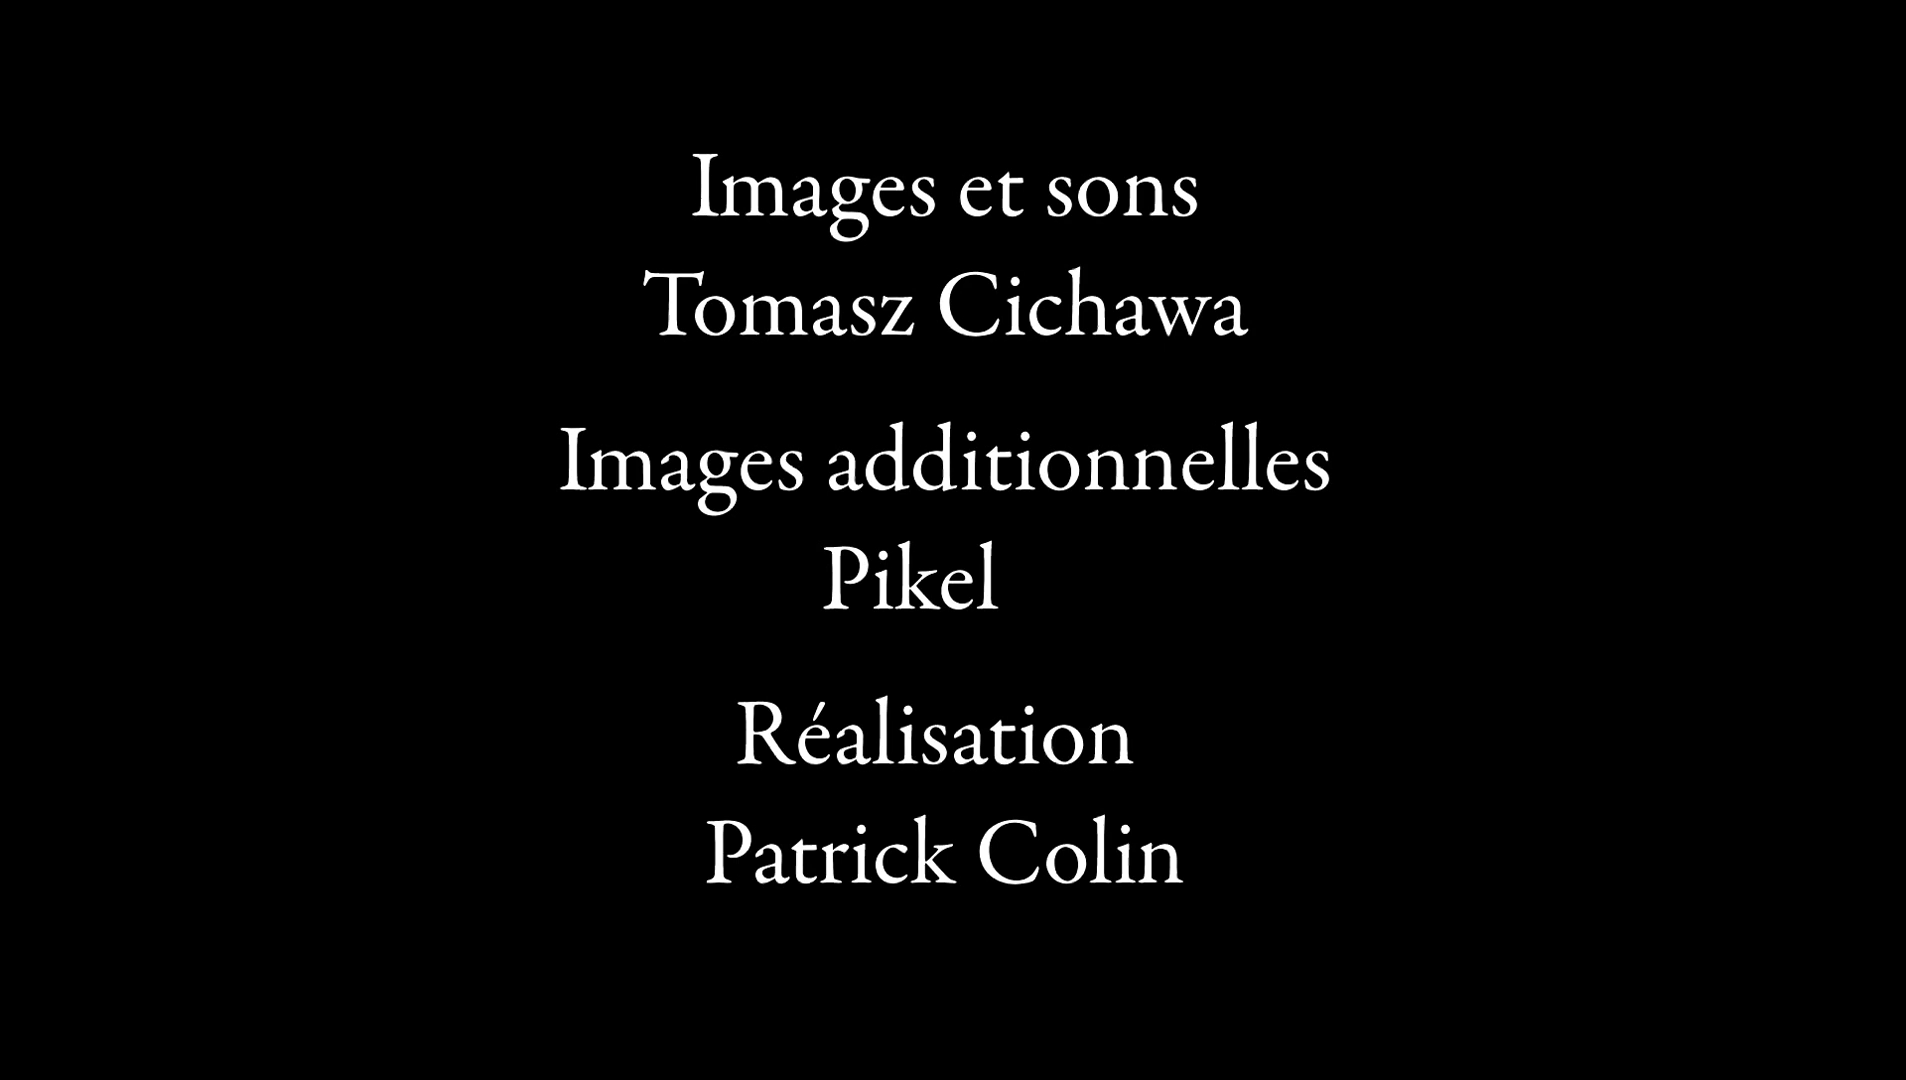 Images et sons
Tomasz Cichawa
Images additionnelles
Pikel
Réalisation
Patrick Colin